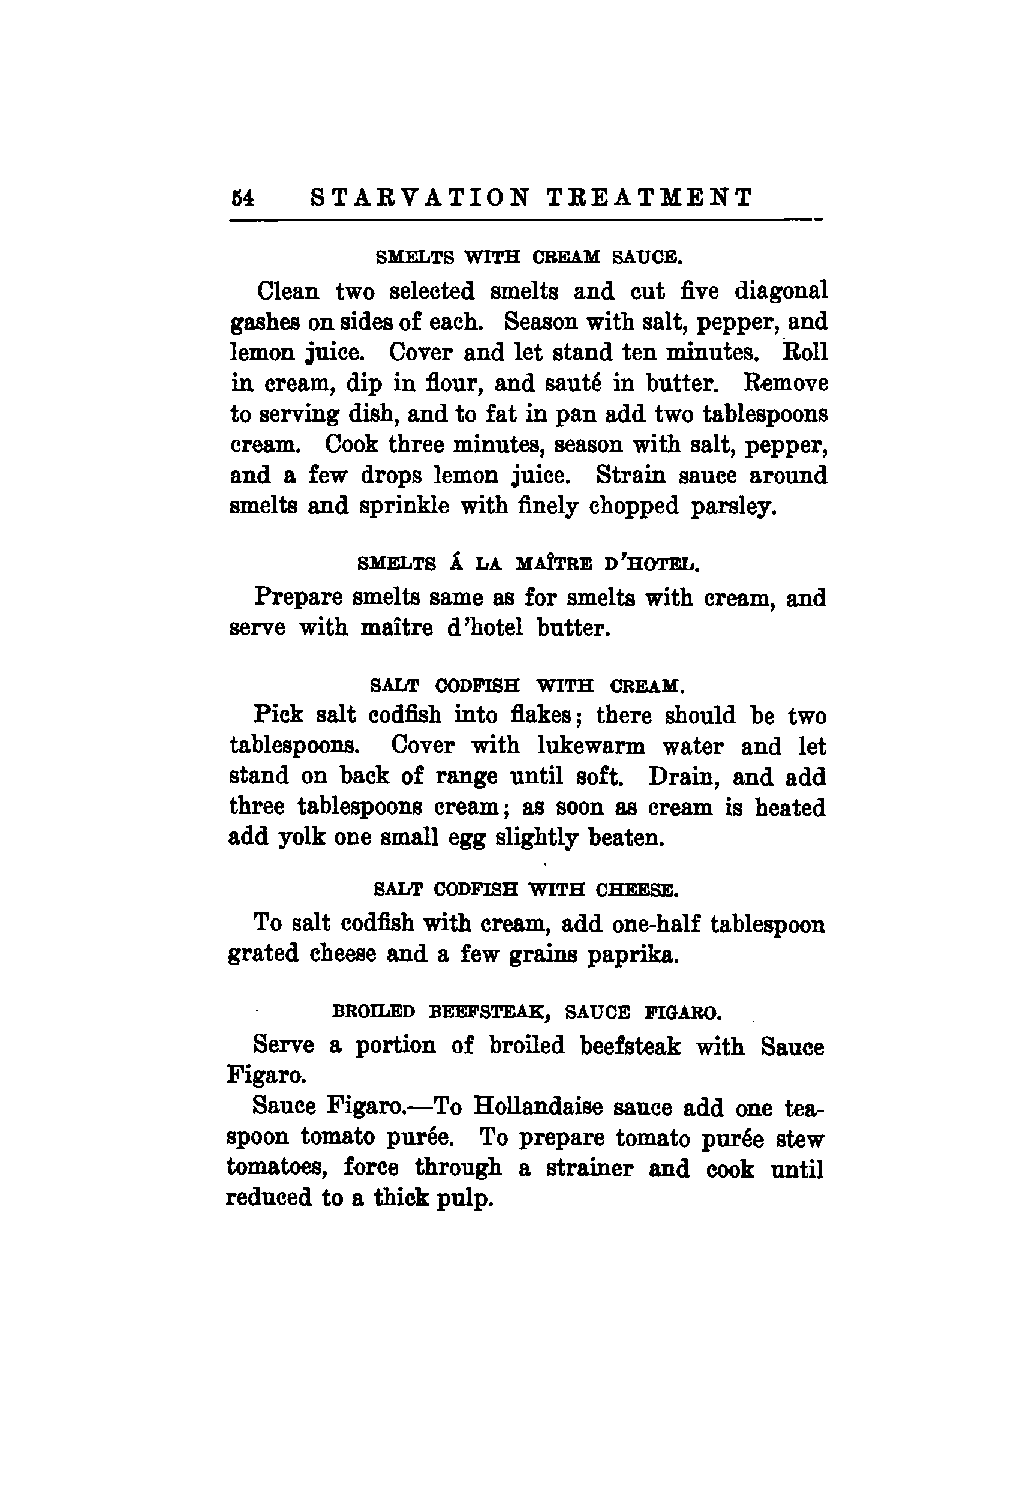 54 STARVATION TREATMENT
SMELTS WITH CREAM SAUCE.
Clean two selected smelts and cut five diagonal
gashes on sides of each. Season with salt, pepper, and
lemon juice. Cover and let stand ten minutes. Roll
in cream, dip in flour, and sauté in butter. Remove
to serving dish, and to fat in pan add two tablespoons
cream. Cook three minutes, season with salt, pepper,
and a few drops lemon juice. Strain sauce around
smelts and sprinkle with finely chopped parsley.
SMELTS Á LA MAÎTRE D'HOTEL.
Prepare smelts same as for smelts with cream, and
serve with maître d'hotel butter.
SALT CODFISH WITH CREAM.
Pick salt codfish into flakes; there should be two
tablespoons. Cover with lukewarm water and let
stand on back of range until soft. Drain, and add
three tablespoons cream; as soon as cream is heated
add yolk one small egg slightly beaten.
SALT CODFISH WITH CHEESE.
To salt codfish with cream, add one-half tablespoon
grated cheese and a few grains paprika.
BROILED BEEFSTEAK, SAUCE FIGARO.
Serve a portion of broiled beefsteak with Sauce
Figaro.
Sauce Figaro.—To Hollandaise sauce add one tea-
spoon tomato purée. To prepare tomato purée stew
tomatoes, force through a strainer and cook until
reduced to a thick pulp.